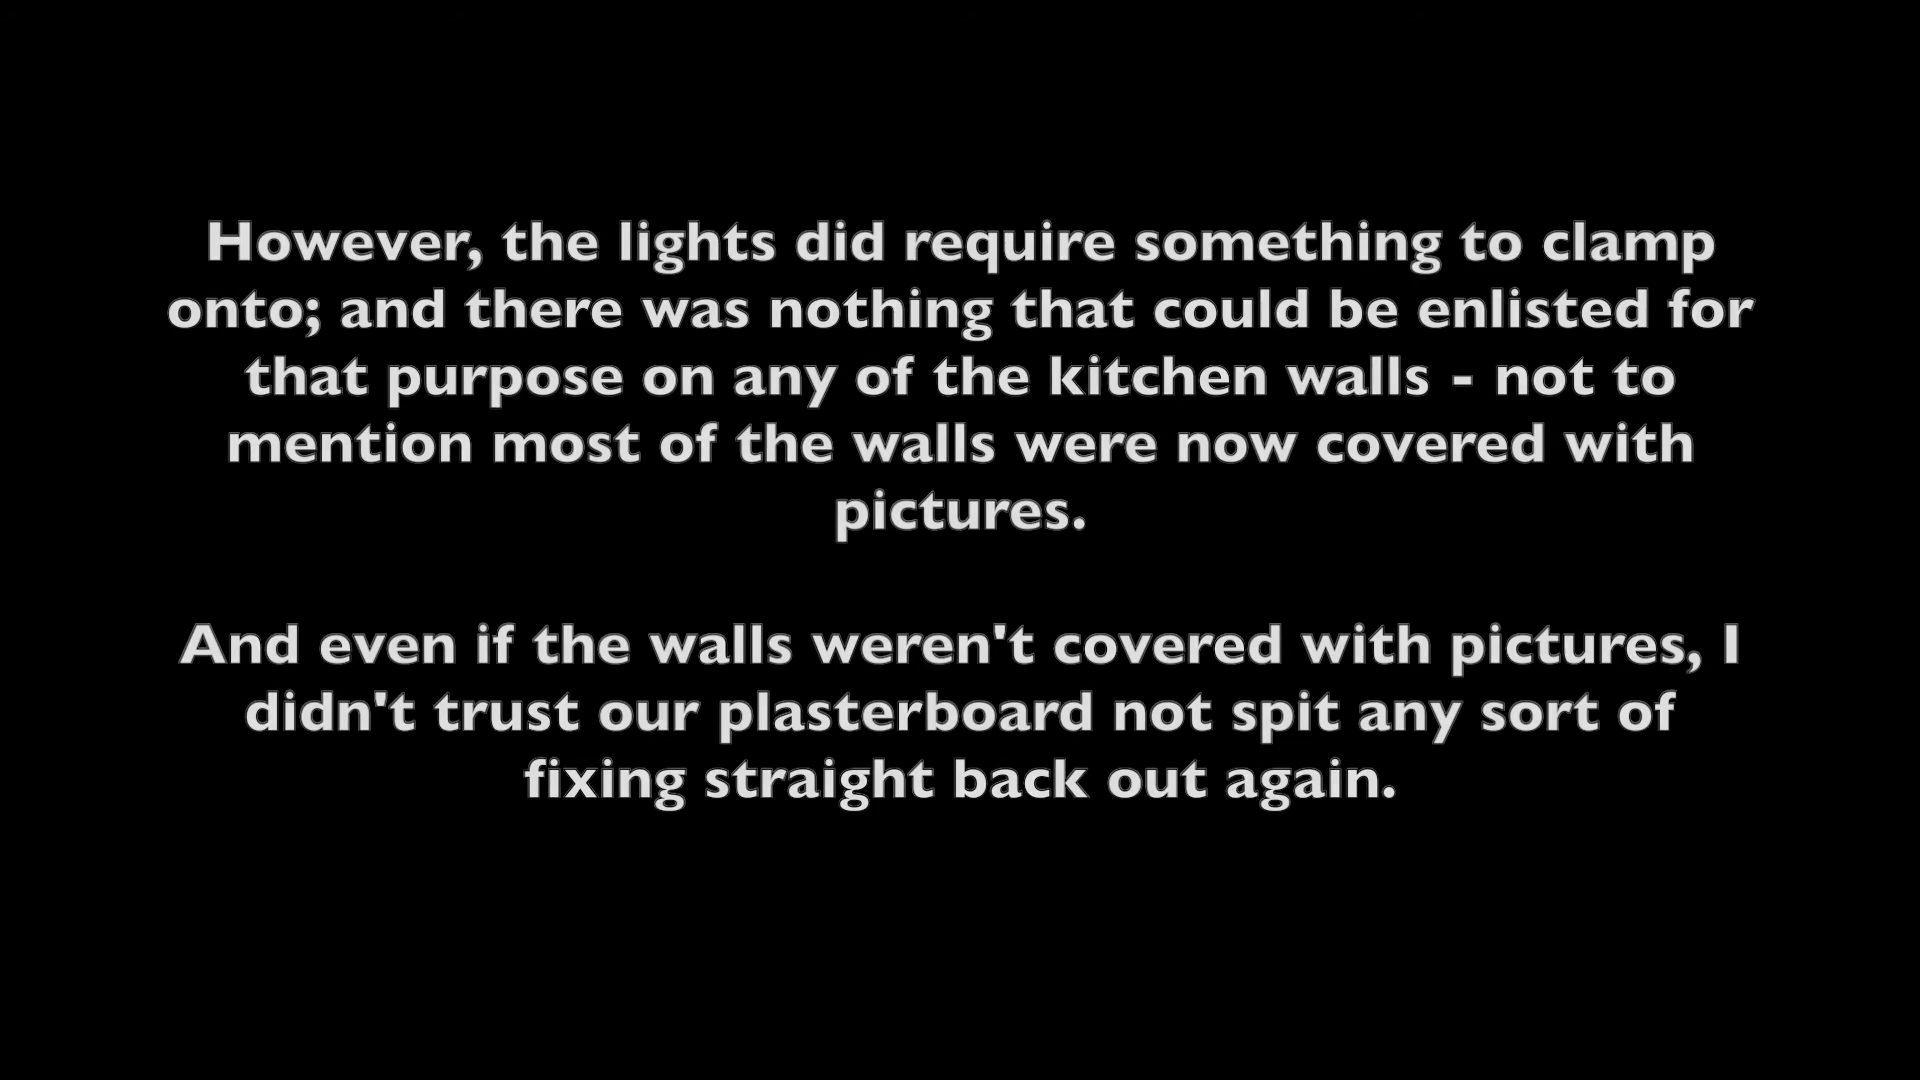 However, the lights did require something to clamp
onto; and there was nothing that could be enlisted for
that purpose on any of the kitchen walls - not to
mention most of the walls were now covered with
pictures.
And even if the walls weren't covered with pictures, I
didn't trust our plasterboard not spit any sort of
fixing straight back out again.